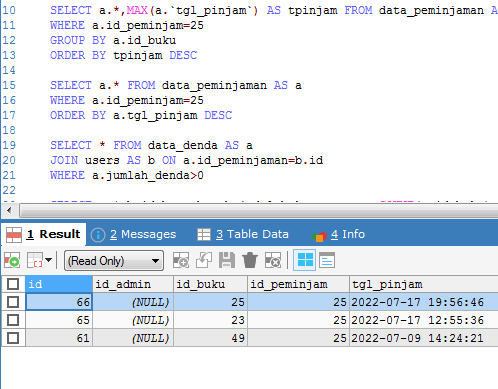 10 SELECT a.*,MAX(a.`tgl_pinjam`) AS tpinjam FROM data_peminjaman A
11 WHERE a.id_peminjam=25
12 GROUP BY a.id_buku
13 ORDER BY tpinjam DESC
14
15 SELECT a.* FROM data_peminjaman AS a
16 WHERE a.id_peminjam=25
17 ORDER BY a.tgl_pinjam DESC
18
19 SELECT * FROM data_denda AS a
20 JOIN users AS b ON a.id_peminjaman=b.id
21 WHERE a.jumlah_denda>0
22
1 Result 2 Messages 3 Table Data 4 Info
(Read Only)
id id_admin id_buku id_peminjam tgl_pinjam
66 (NULL) 25 25 2022-07-17 19:56:46
65 (NULL) 23 25 2022-07-17 12:55:36
61 (NULL) 49 25 2022-07-09 14:24:21